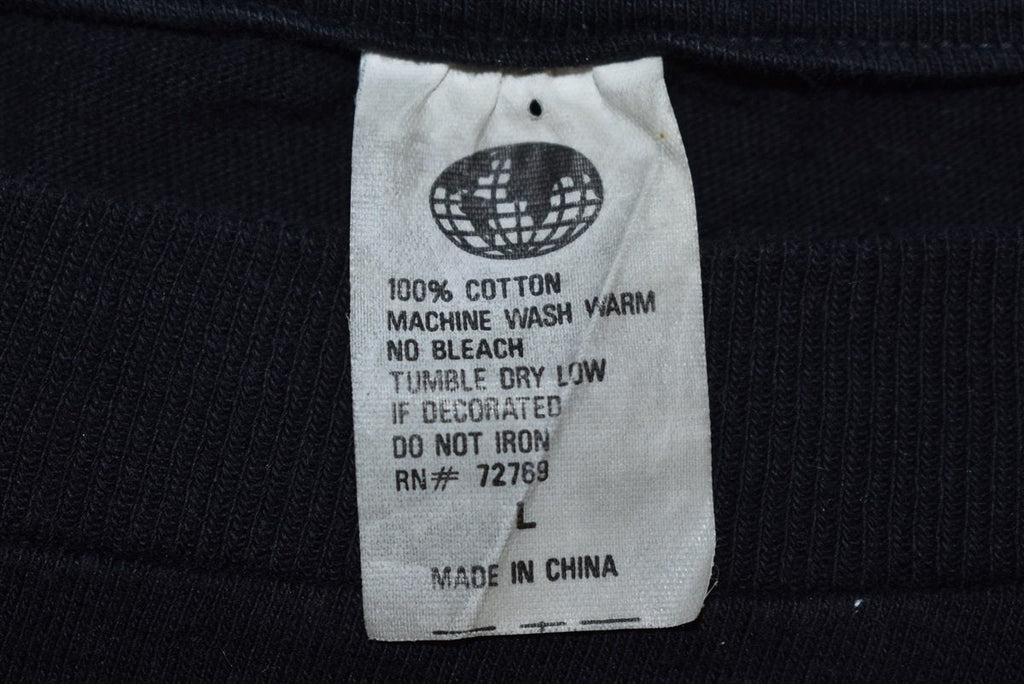 100% COTTON
MACHINE WASH WARM
NO BLEACH
TUMBLE DRY LOW
IF DECORATED
DO NOT IRON
RN# 72769
L
MADE IN CHINA